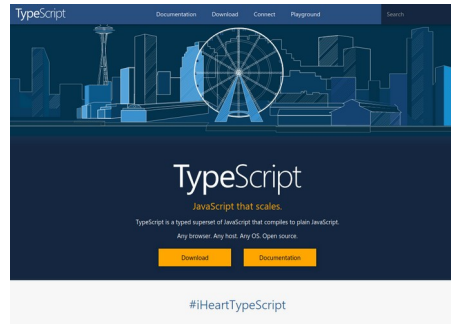 TypeScript
Documentation Download Connect Playground Search
TypeScript
JavaScript that scales.
TypeScript is a typed superset of JavaScript that compiles to plain JavaScript.
Any browser. Any host. Any OS. Open source.
Download Documentation
#iHeartTypeScript